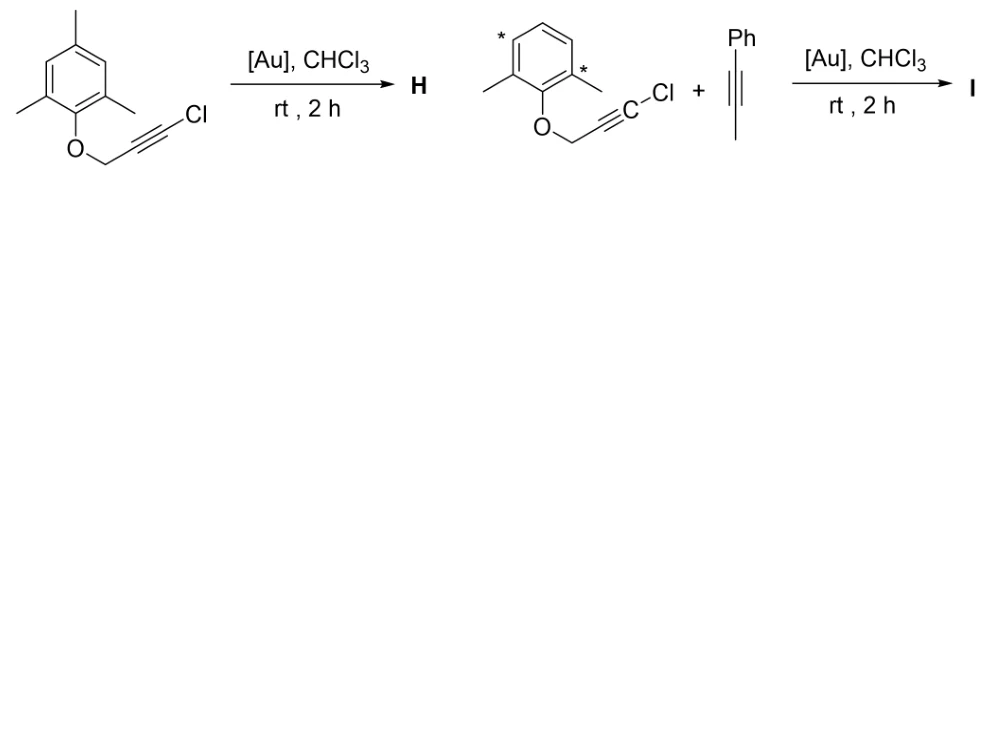 [Au], CHCl3
rt , 2 h
H
O
Cl
*
*
O
C
Cl
+
Ph
[Au], CHCl3
rt , 2 h
I